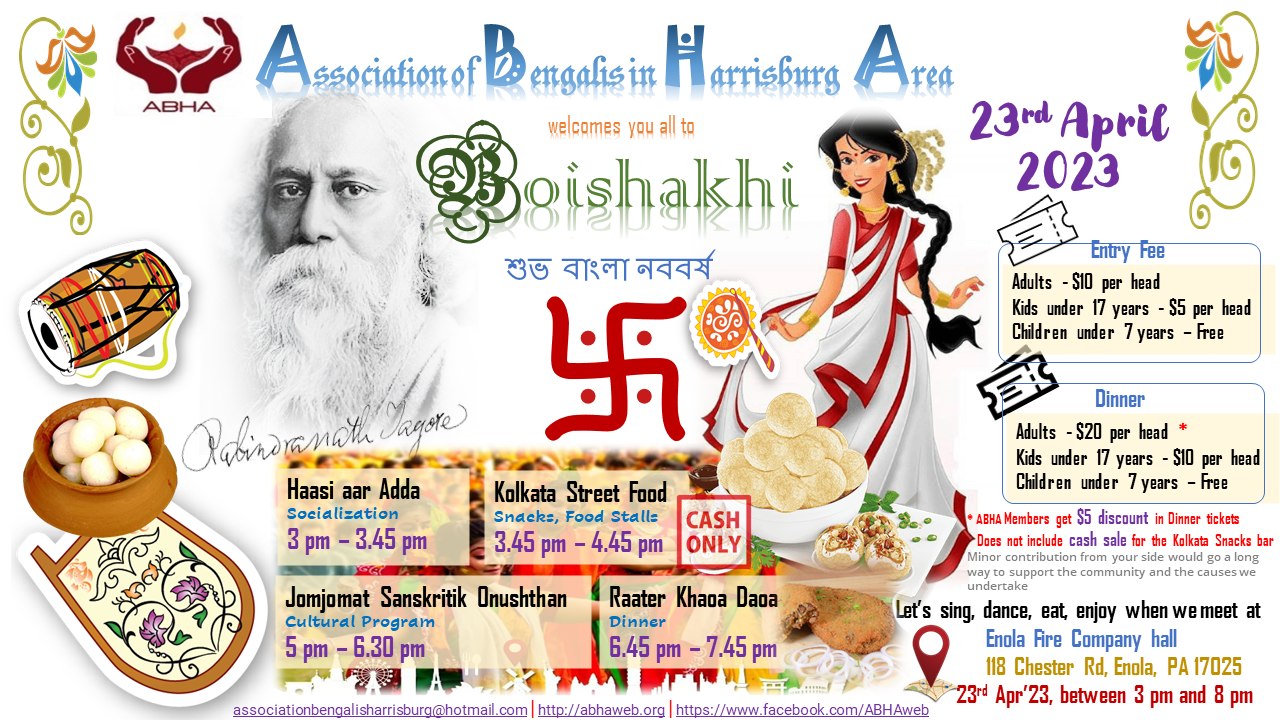 ABHA
Association of Bengalis in Harrisburg Area
welcomes you all to
Boishakhi
শুভ বাংলা নববর্ষ
23rd April
2023
Rabindranath Tagore
Entry Fee
Adults - $10 per head
Kids under 17 years - $5 per head
Children under 7 years – Free
Dinner
Adults - $20 per head *
Kids under 17 years - $10 per head
Children under 7 years – Free
* ABHA Members get $5 discount in Dinner tickets
Does not include cash sale for the Kolkata Snacks bar
Minor contribution from your side would go a long
way to support the community and the causes we
undertake
Haasi aar Adda
Socialization
3 pm – 3.45 pm
Kolkata Street Food
Snacks, Food Stalls
3.45 pm – 4.45 pm
CASH
ONLY
Jomjomat Sanskritik Onushthan
Cultural Program
5 pm – 6.30 pm
Raater Khaoa Daoa
Dinner
6.45 pm – 7.45 pm
Let’s sing, dance, eat, enjoy when we meet at
Enola Fire Company hall
118 Chester Rd, Enola, PA 17025
23rd Apr’23, between 3 pm and 8 pm
associationbengalisharrisburg@hotmail.com | http://abhaweb.org | https://www.facebook.com/ABHAweb